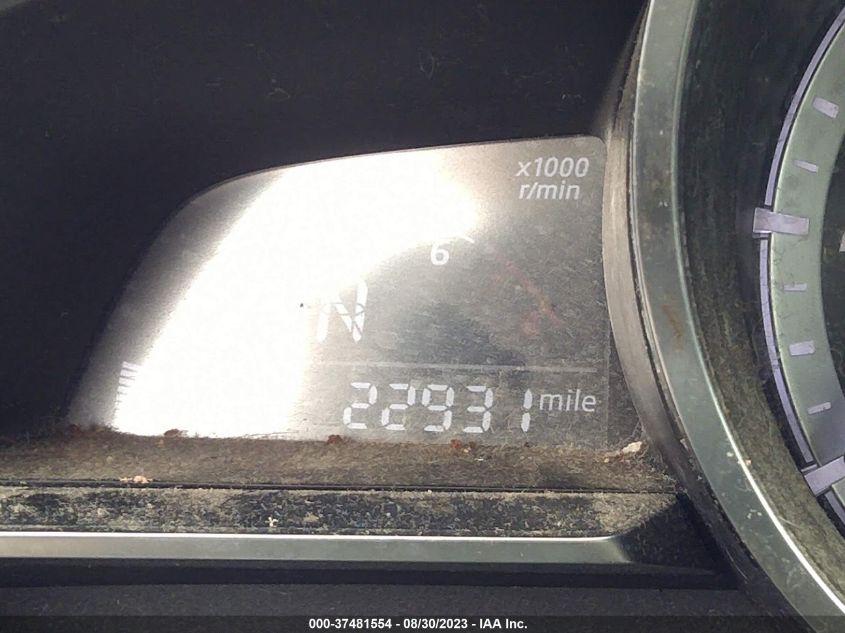 x1000
r/min
6
N
22931 mile
000-37481554 - 08/30/2023 - IAA Inc.